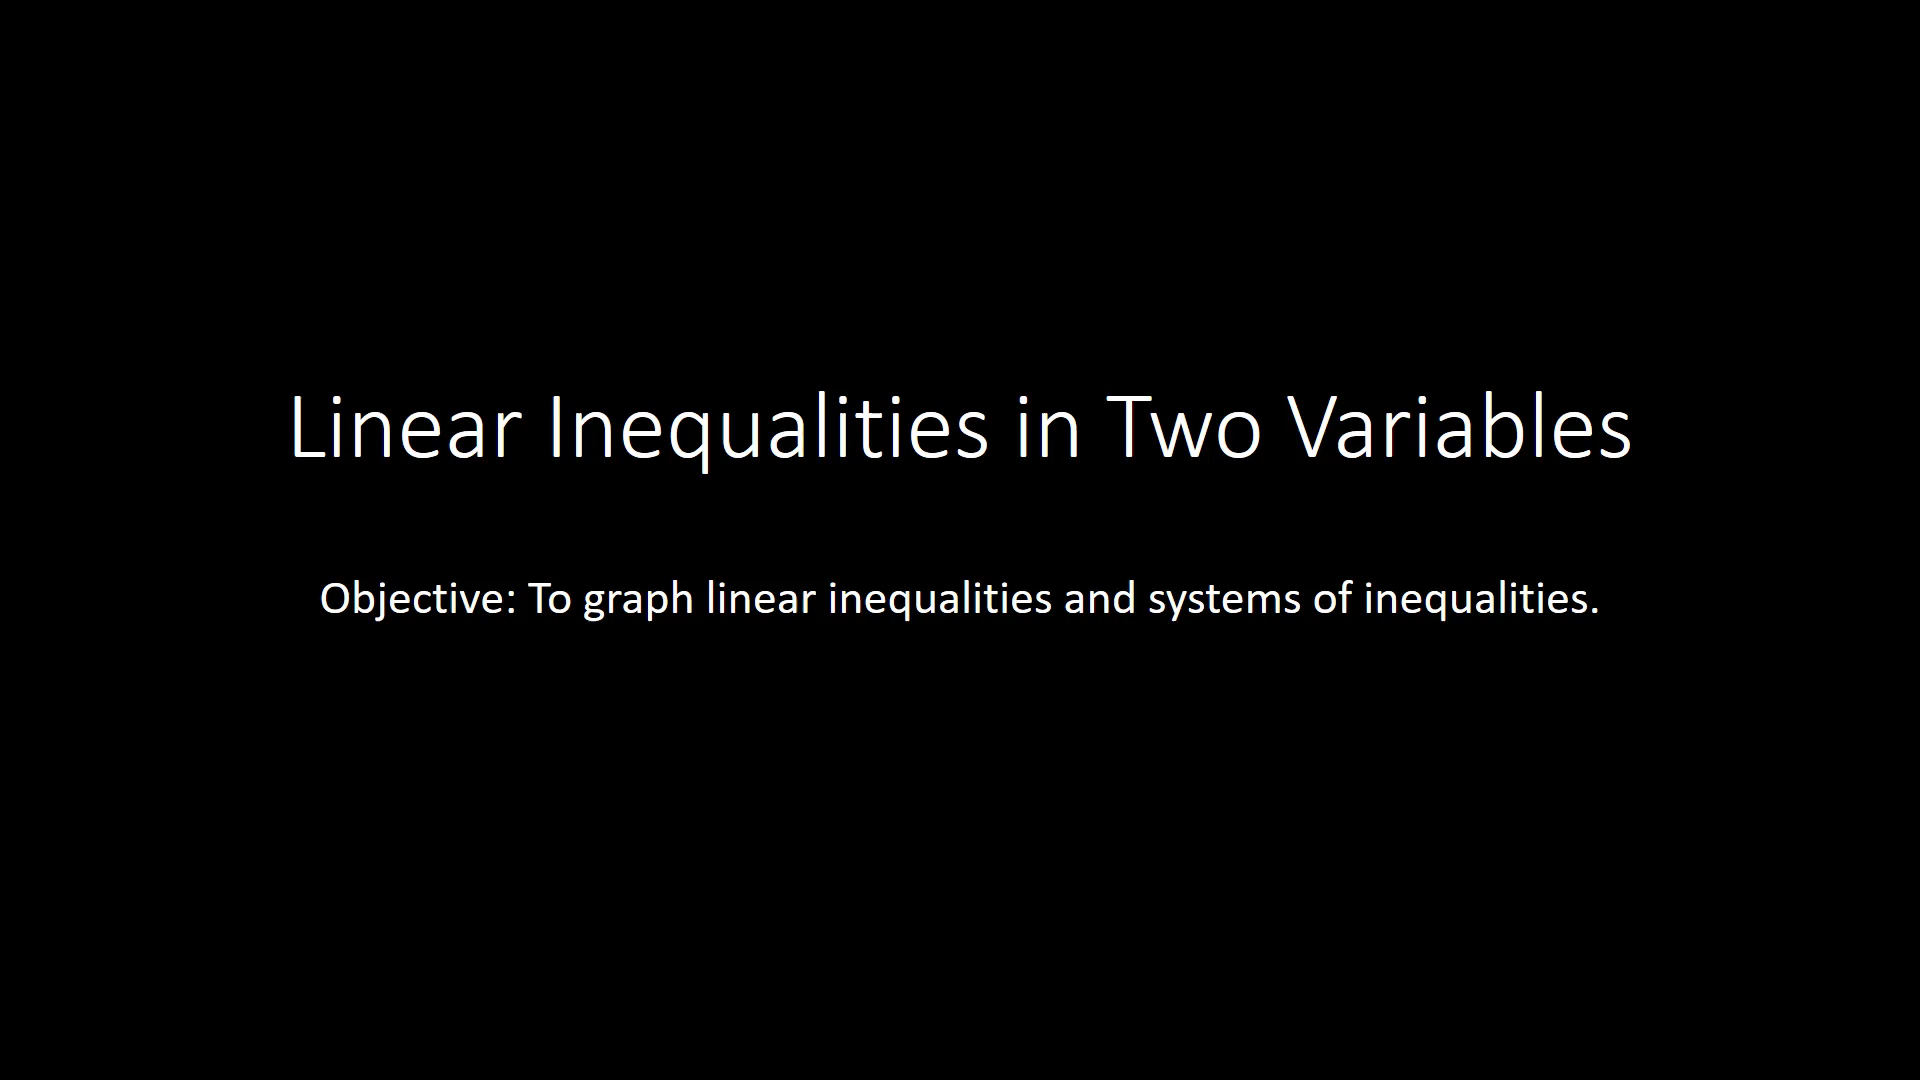 Linear Inequalities in Two Variables
Objective: To graph linear inequalities and systems of inequalities.